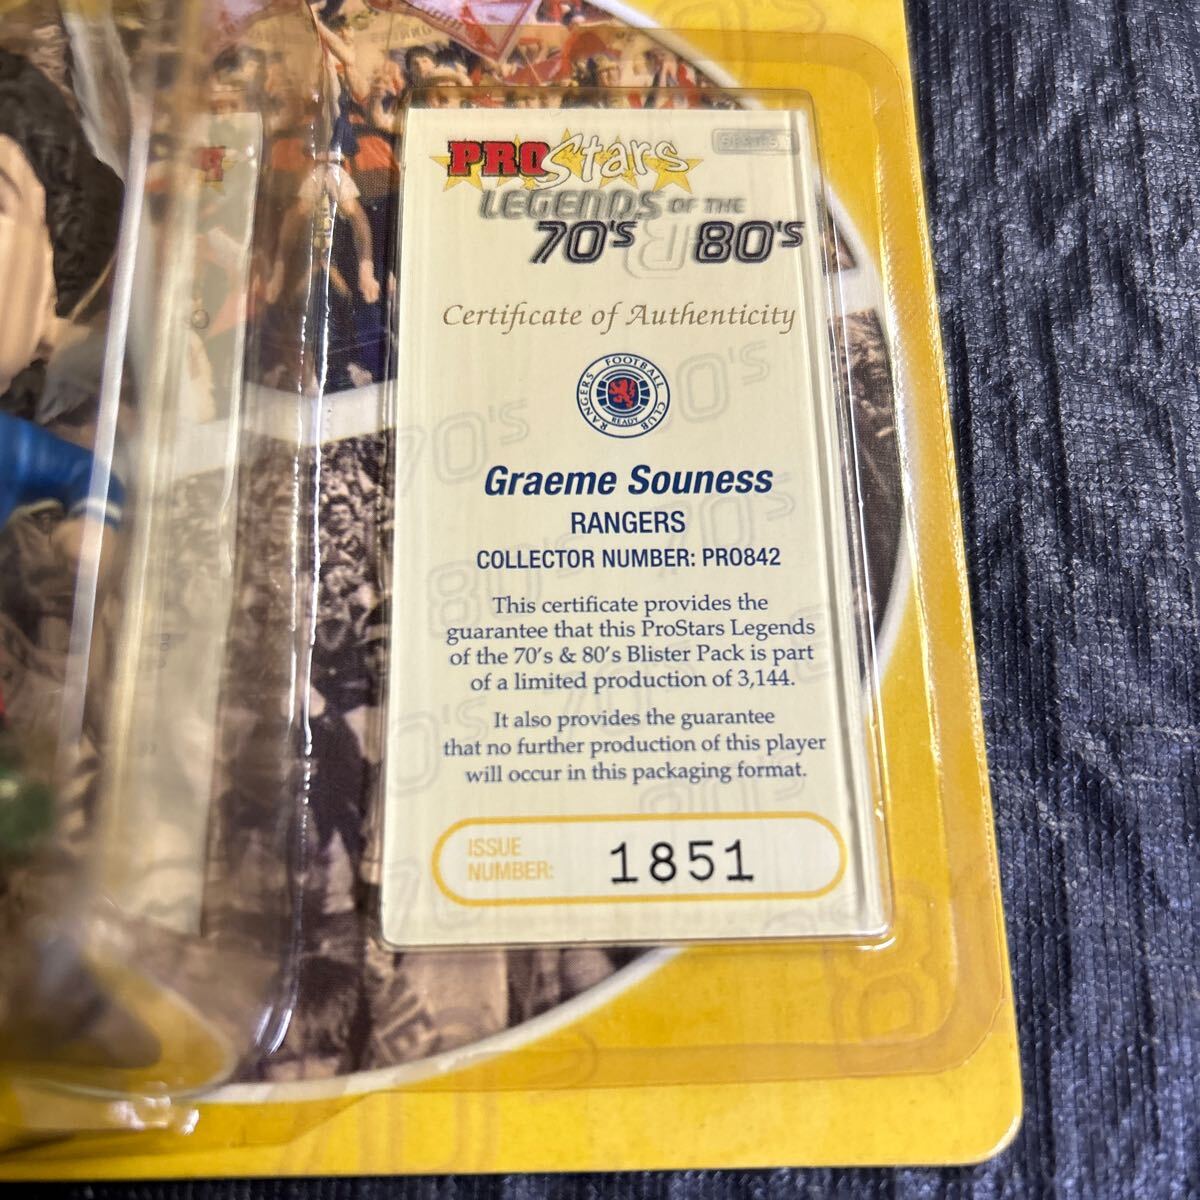 PROStars
LEGENDS OF THE
70's & 80's
Certificate of Authenticity
RANGERS FOOTBALL CLUB
READY
Graeme Souness
RANGERS
COLLECTOR NUMBER: PRO842
This certificate provides the
guarantee that this ProStars Legends
of the 70's & 80's Blister Pack is part
of a limited production of 3,144.
It also provides the guarantee
that no further production of this player
will occur in this packaging format.
ISSUE
NUMBER:
1851